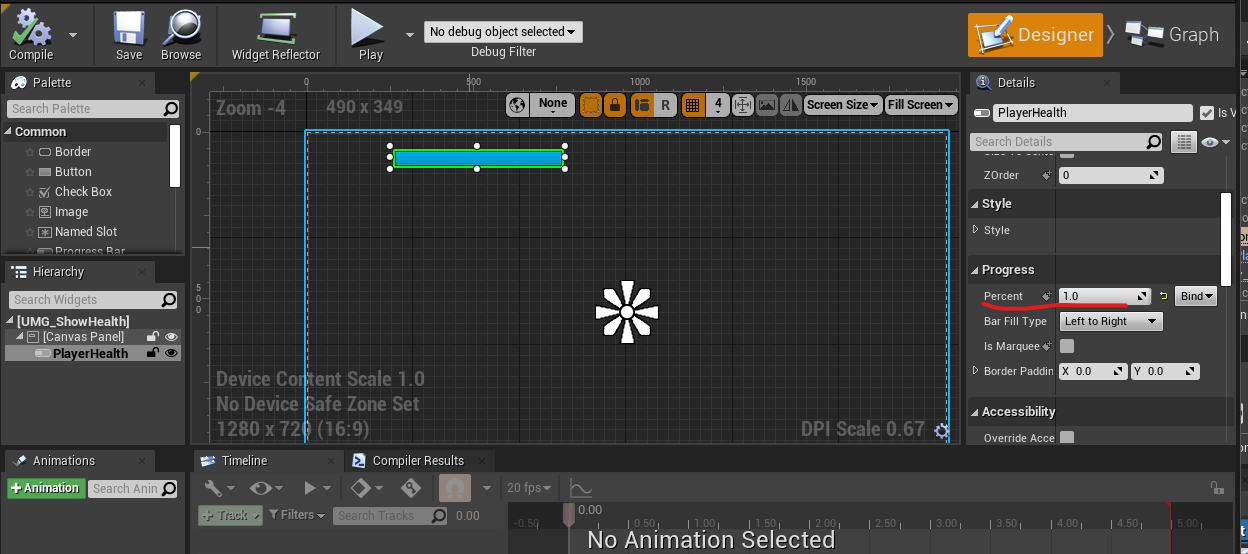 Compile
Save
Browse
Widget Reflector
Play
No debug object selected
Debug Filter
Designer
Graph
Palette
Search Palette
Common
Border
Button
Check Box
Image
Named Slot
Progress Bar
Hierarchy
Search Widgets
[UMG_ShowHealth]
[Canvas Panel]
PlayerHealth
Animations
+Animation
Search Anin
0
500
1000
1500
Zoom -4
490 x 349
None
R
4
Screen Size
Fill Screen
0
5
0
0
Device Content Scale 1.0
No Device Safe Zone Set
1280 x 720 (16:9)
DPI Scale 0.67
Details
PlayerHealth
Is V
Search Details
ZOrder
0
Style
Style
Progress
Percent
1.0
Bind
Bar Fill Type
Left to Right
Is Marquee
Border Paddin
X 0.0
Y 0.0
Accessibility
Override Acce
Timeline
Compiler Results
20 fps
+ Track
Filters
Search Tracks
0.00
-0.50
0.00
0.50
1.00
1.50
2.00
2.50
3.00
3.50
4.00
4.50
5.00
No Animation Selected